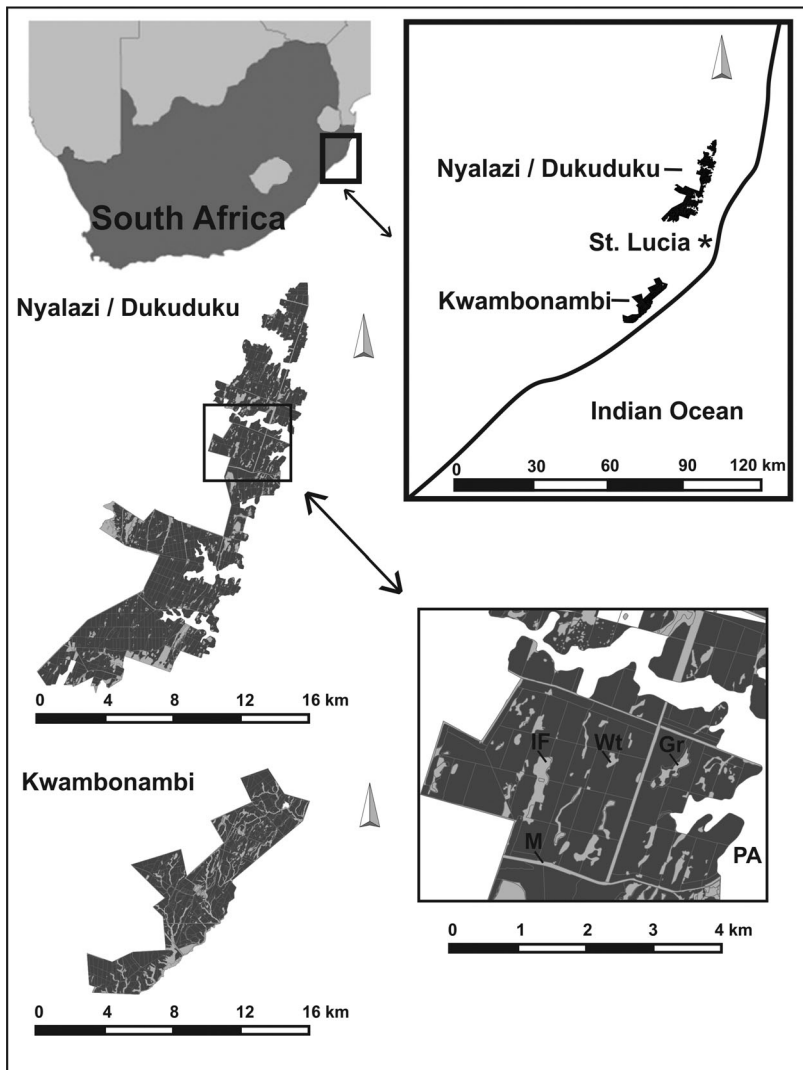 South Africa
Nyalazi / Dukuduku
St. Lucia *
Kwambonambi
Indian Ocean
0 30 60 90 120 km
Nyalazi / Dukuduku
0 4 8 12 16 km
IF Wt Gr
M
PA
0 1 2 3 4 km
Kwambonambi
0 4 8 12 16 km